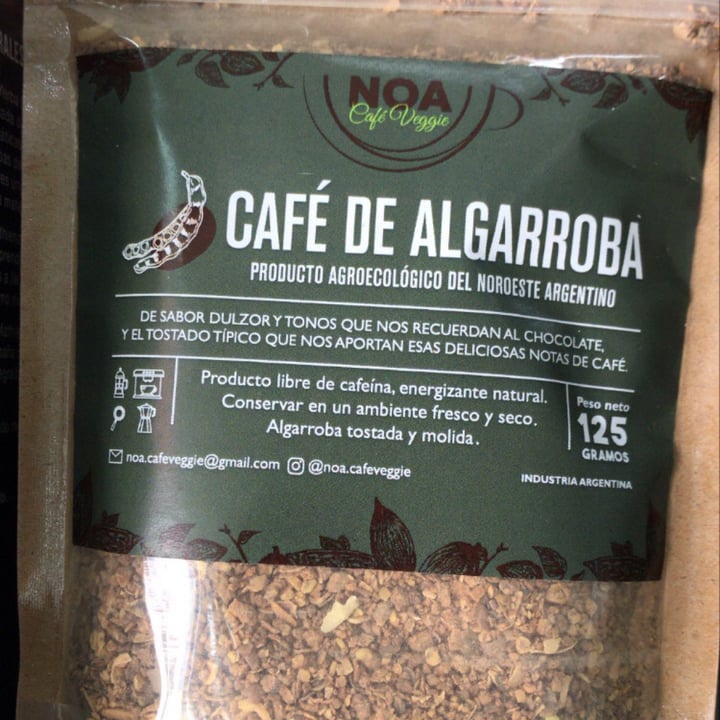 NOA
Café Veggie
CAFÉ DE ALGARROBA
PRODUCTO AGROECOLÓGICO DEL NOROESTE ARGENTINO
DE SABOR DULZOR Y TONOS QUE NOS RECUERDAN AL CHOCOLATE,
Y EL TOSTADO TÍPICO QUE NOS APORTAN ESAS DELICIOSAS NOTAS DE CAFÉ.
Producto libre de cafeína, energizante natural.
Conservar en un ambiente fresco y seco.
Algarroba tostada y molida.
Peso neto
125
GRAMOS
noa.cafeveggie@gmail.com @noa.cafeveggie
INDUSTRIA ARGENTINA